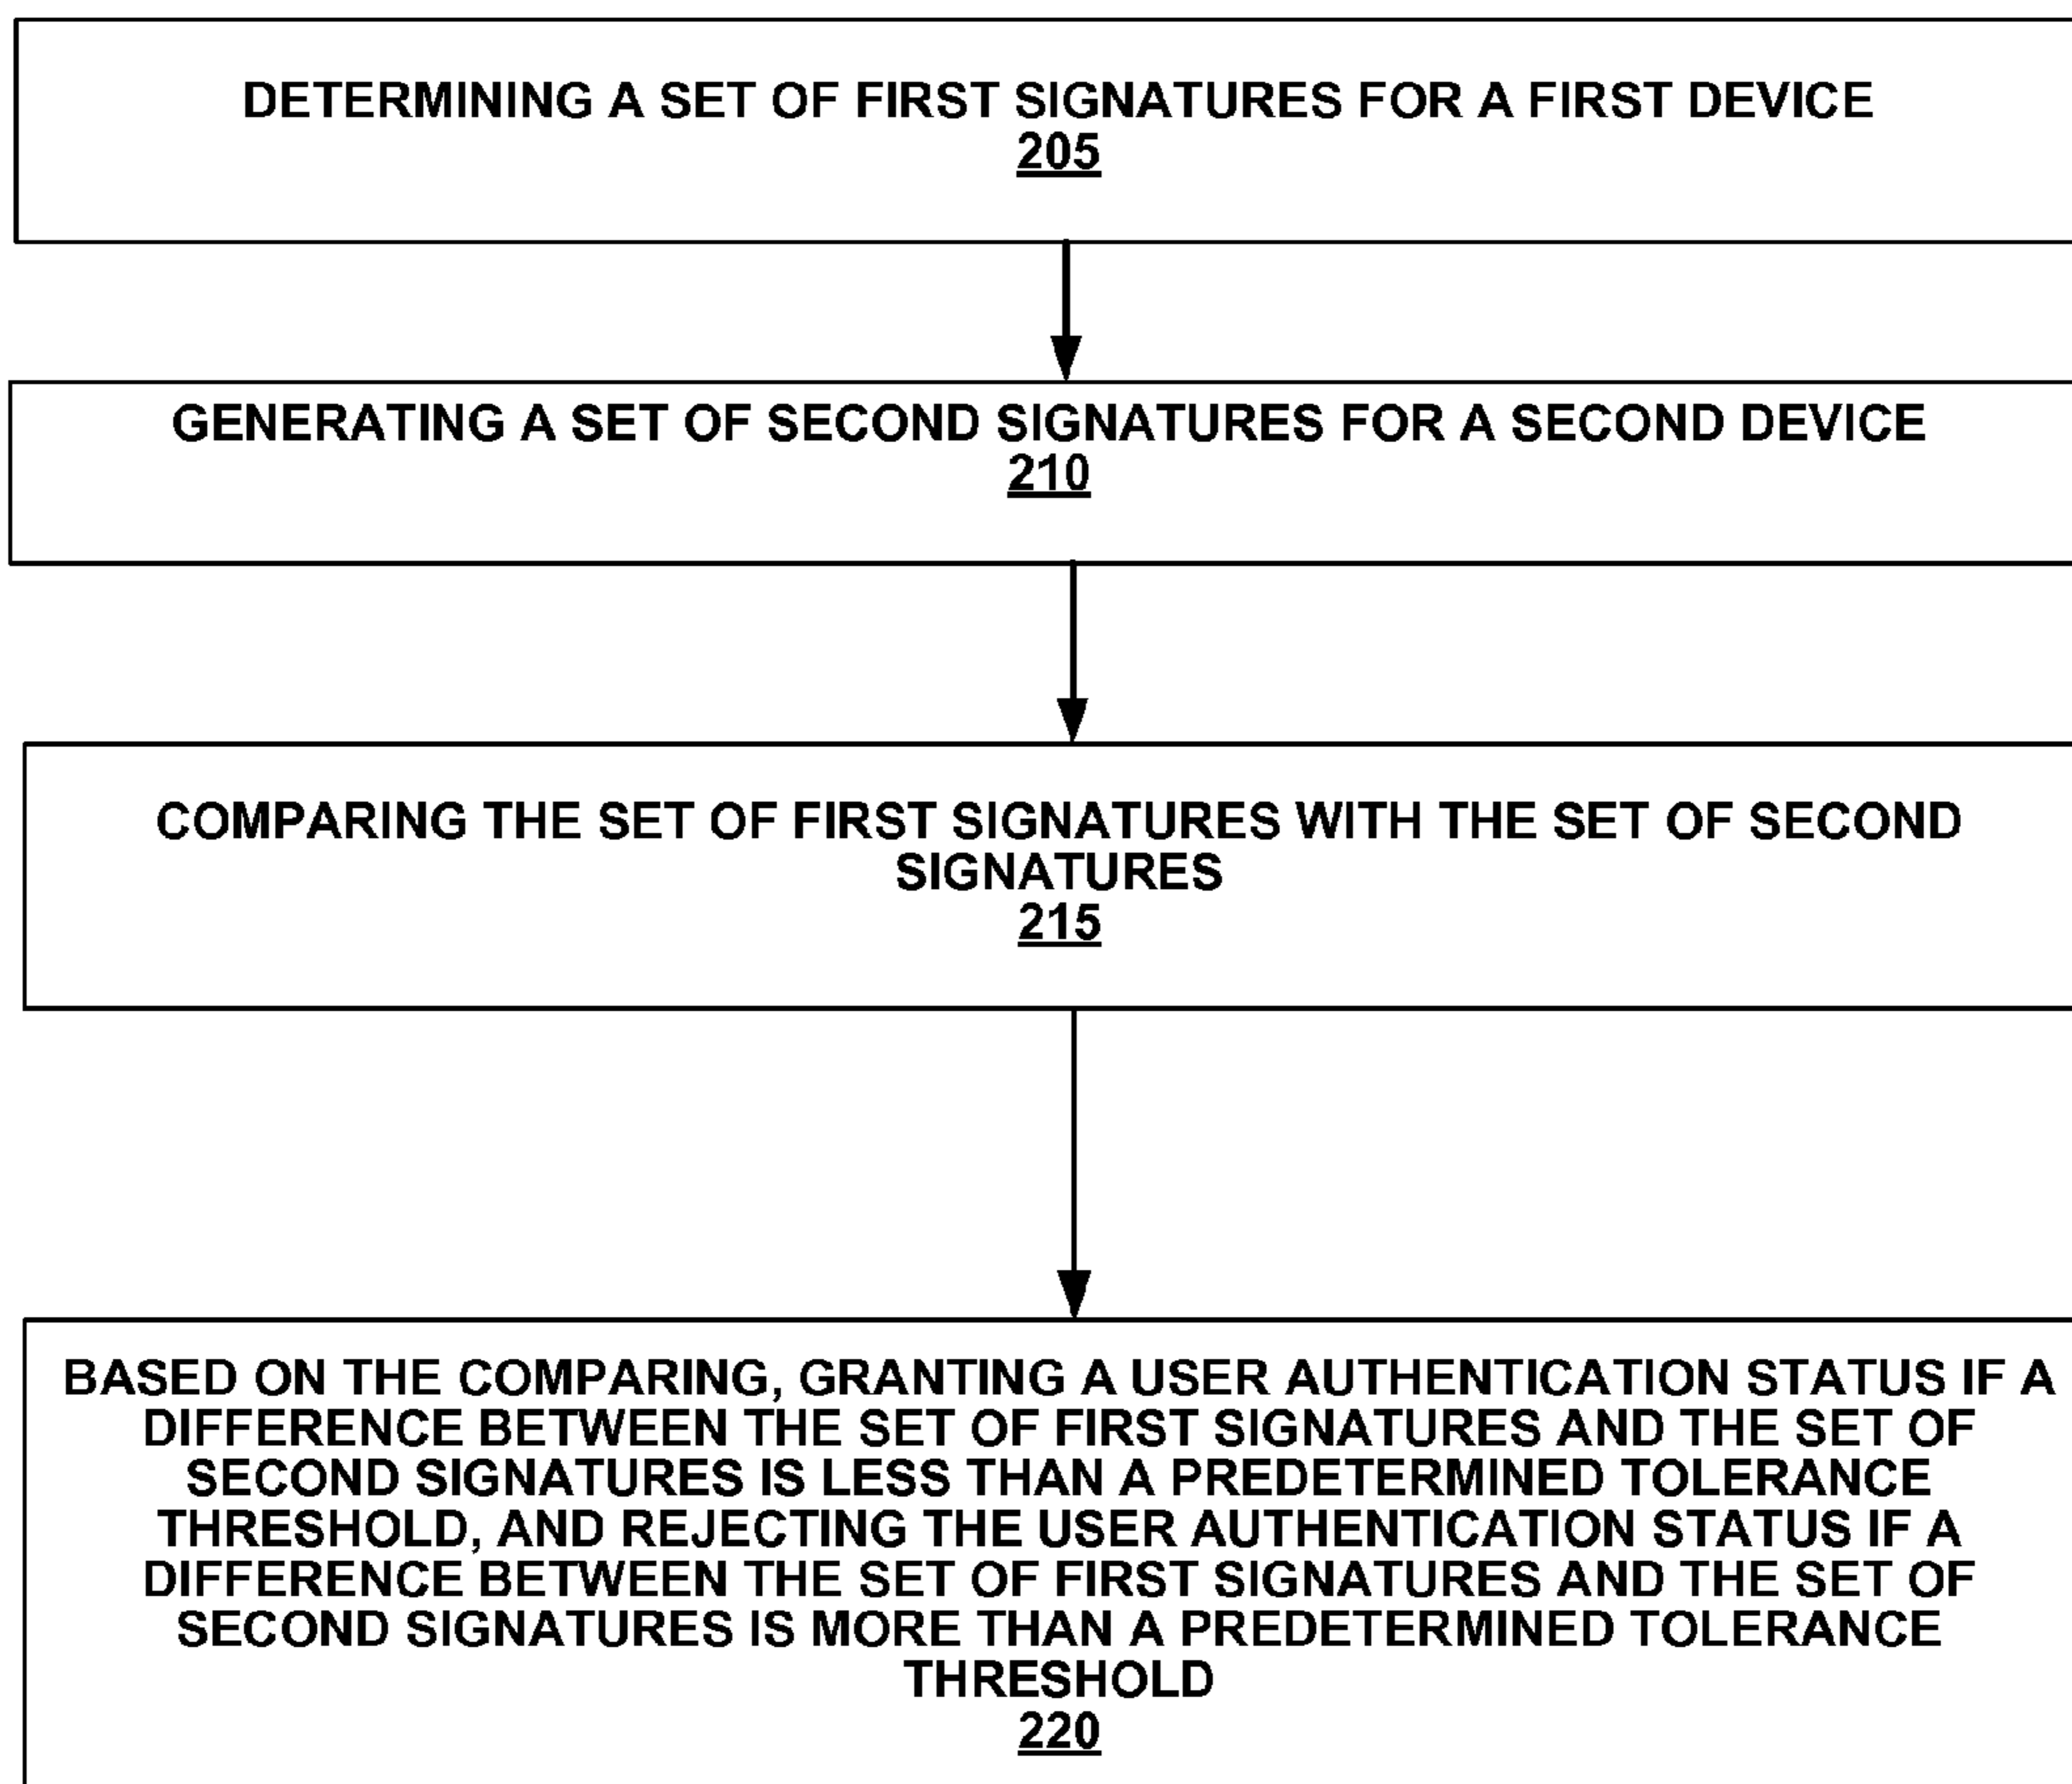 DETERMINING A SET OF FIRST SIGNATURES FOR A FIRST DEVICE
205
GENERATING A SET OF SECOND SIGNATURES FOR A SECOND DEVICE
210
COMPARING THE SET OF FIRST SIGNATURES WITH THE SET OF SECOND
SIGNATURES
215
BASED ON THE COMPARING, GRANTING A USER AUTHENTICATION STATUS IF A
DIFFERENCE BETWEEN THE SET OF FIRST SIGNATURES AND THE SET OF
SECOND SIGNATURES IS LESS THAN A PREDETERMINED TOLERANCE
THRESHOLD, AND REJECTING THE USER AUTHENTICATION STATUS IF A
DIFFERENCE BETWEEN THE SET OF FIRST SIGNATURES AND THE SET OF
SECOND SIGNATURES IS MORE THAN A PREDETERMINED TOLERANCE
THRESHOLD
220